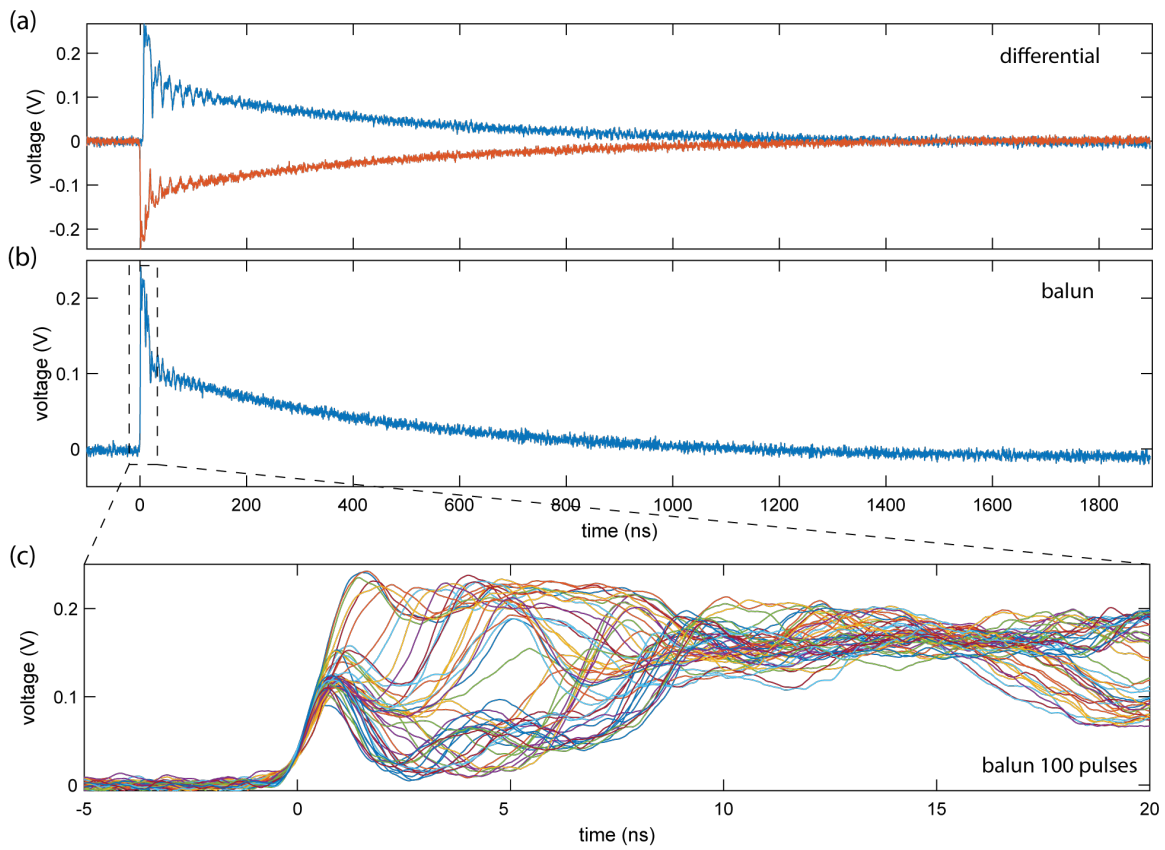 (a)
differential
0.2
0.1
0
-0.1
-0.2
voltage (V)
(b)
balun
0.2
0.1
0
voltage (V)
0 200 400 600 800 1000 1200 1400 1600 1800
time (ns)
(c)
0.2
0.1
0
voltage (V)
balun 100 pulses
-5 0 5 10 15 20
time (ns)